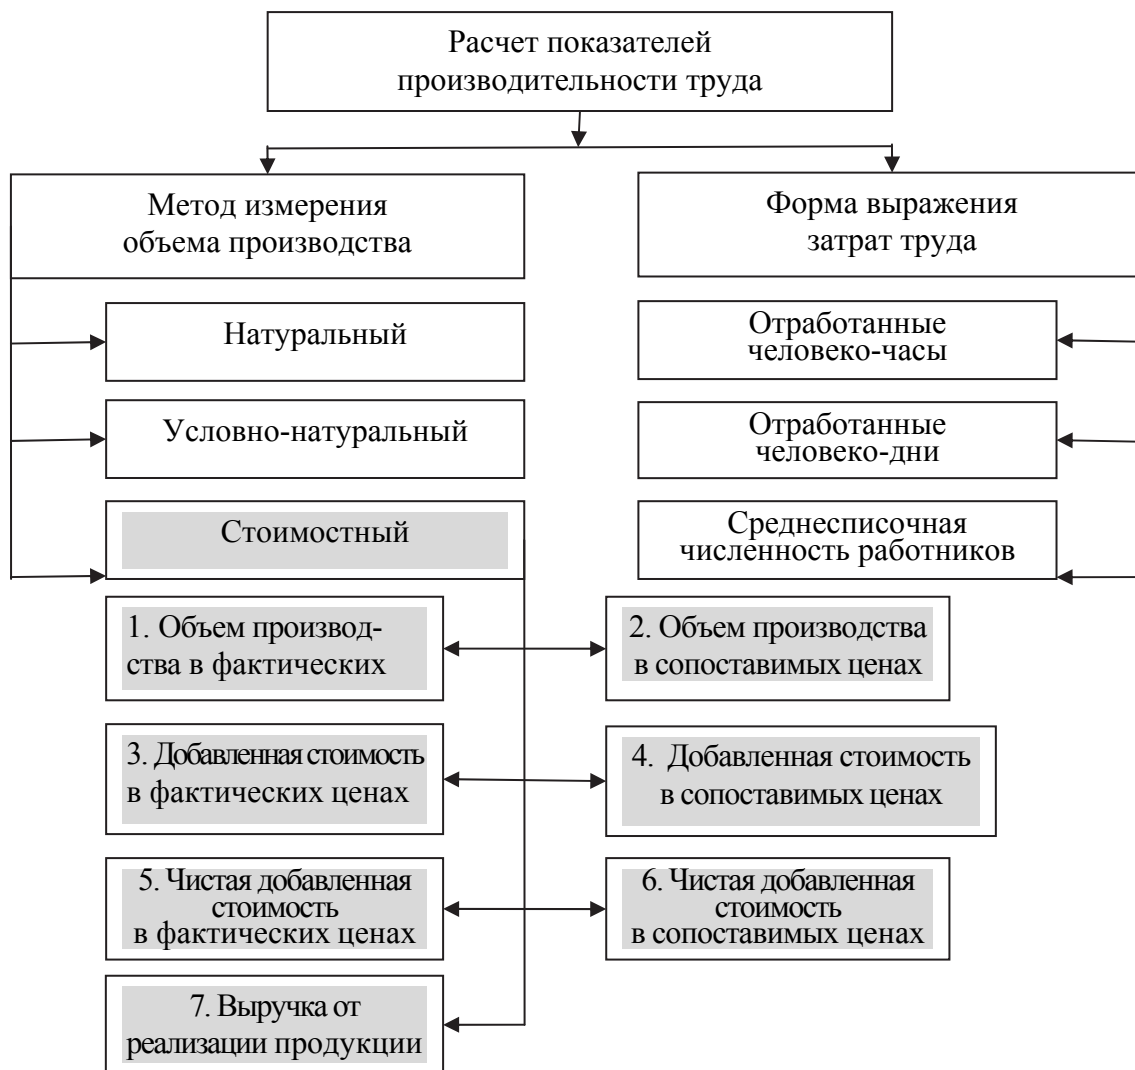 Расчет показателей
производительности труда
Метод измерения
объема производства
Форма выражения
затрат труда
Натуральный
Отработанные
человеко-часы
Условно-натуральный
Отработанные
человеко-дни
Стоимостный
Среднесписочная
численность работников
1. Объем производ-
ства в фактических
2. Объем производства
в сопоставимых ценах
3. Добавленная стоимость
в фактических ценах
4. Добавленная стоимость
в сопоставимых ценах
5. Чистая добавленная
стоимость
в фактических ценах
6. Чистая добавленная
стоимость
в сопоставимых ценах
7. Выручка от
реализации продукции